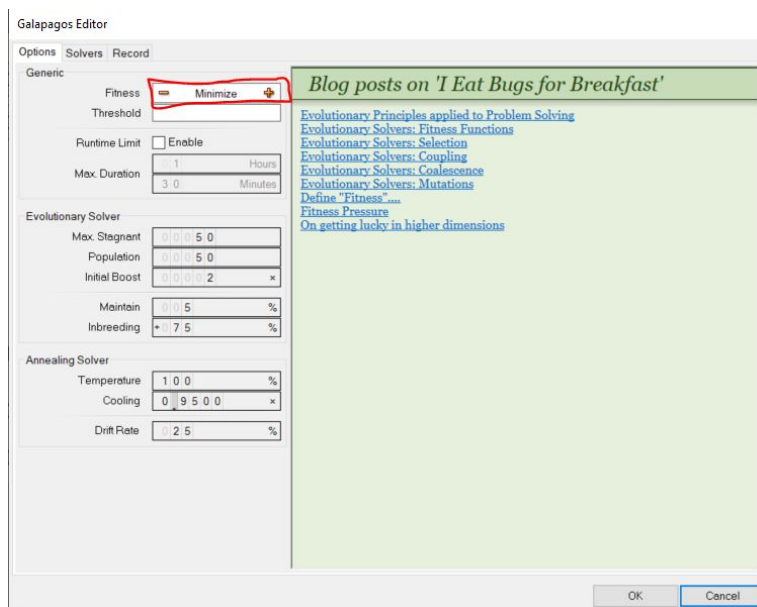 Galapagos Editor
Options Solvers Record
Generic
Fitness Minimize
Threshold
Runtime Limit Enable
Max. Duration 0 1 Hours
3 0 Minutes
Evolutionary Solver
Max. Stagnant 0 0 0 5 0
Population 0 0 0 5 0
Initial Boost 0 0 0 0 2 ×
Maintain 0 0 5 %
Inbreeding + 0 7 5 %
Annealing Solver
Temperature 1 0 0 %
Cooling 0 . 9 5 0 0 ×
Drift Rate 0 2 5 %
Blog posts on 'I Eat Bugs for Breakfast'
Evolutionary Principles applied to Problem Solving
Evolutionary Solvers: Fitness Functions
Evolutionary Solvers: Selection
Evolutionary Solvers: Coupling
Evolutionary Solvers: Coalescence
Evolutionary Solvers: Mutations
Define "Fitness"....
Fitness Pressure
On getting lucky in higher dimensions
OK Cancel